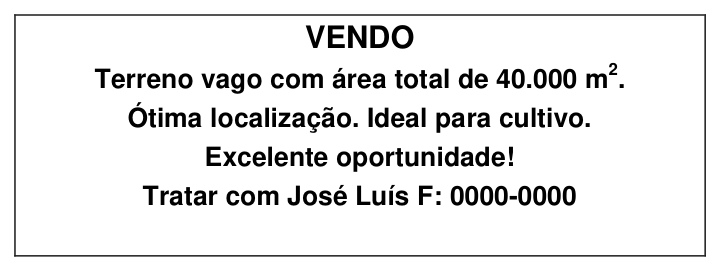 VENDO
Terreno vago com área total de 40.000 m².
Ótima localização. Ideal para cultivo.
Excelente oportunidade!
Tratar com José Luís F: 0000-0000